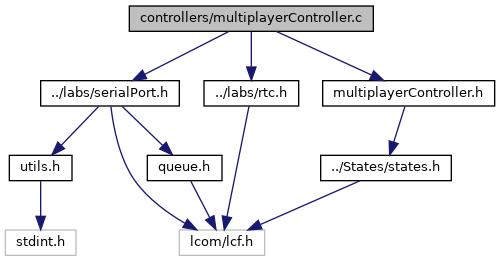 controllers/multiplayerController.c
../labs/serialPort.h
../labs/rtc.h
multiplayerController.h
utils.h
queue.h
../States/states.h
stdint.h
lcom/lcf.h